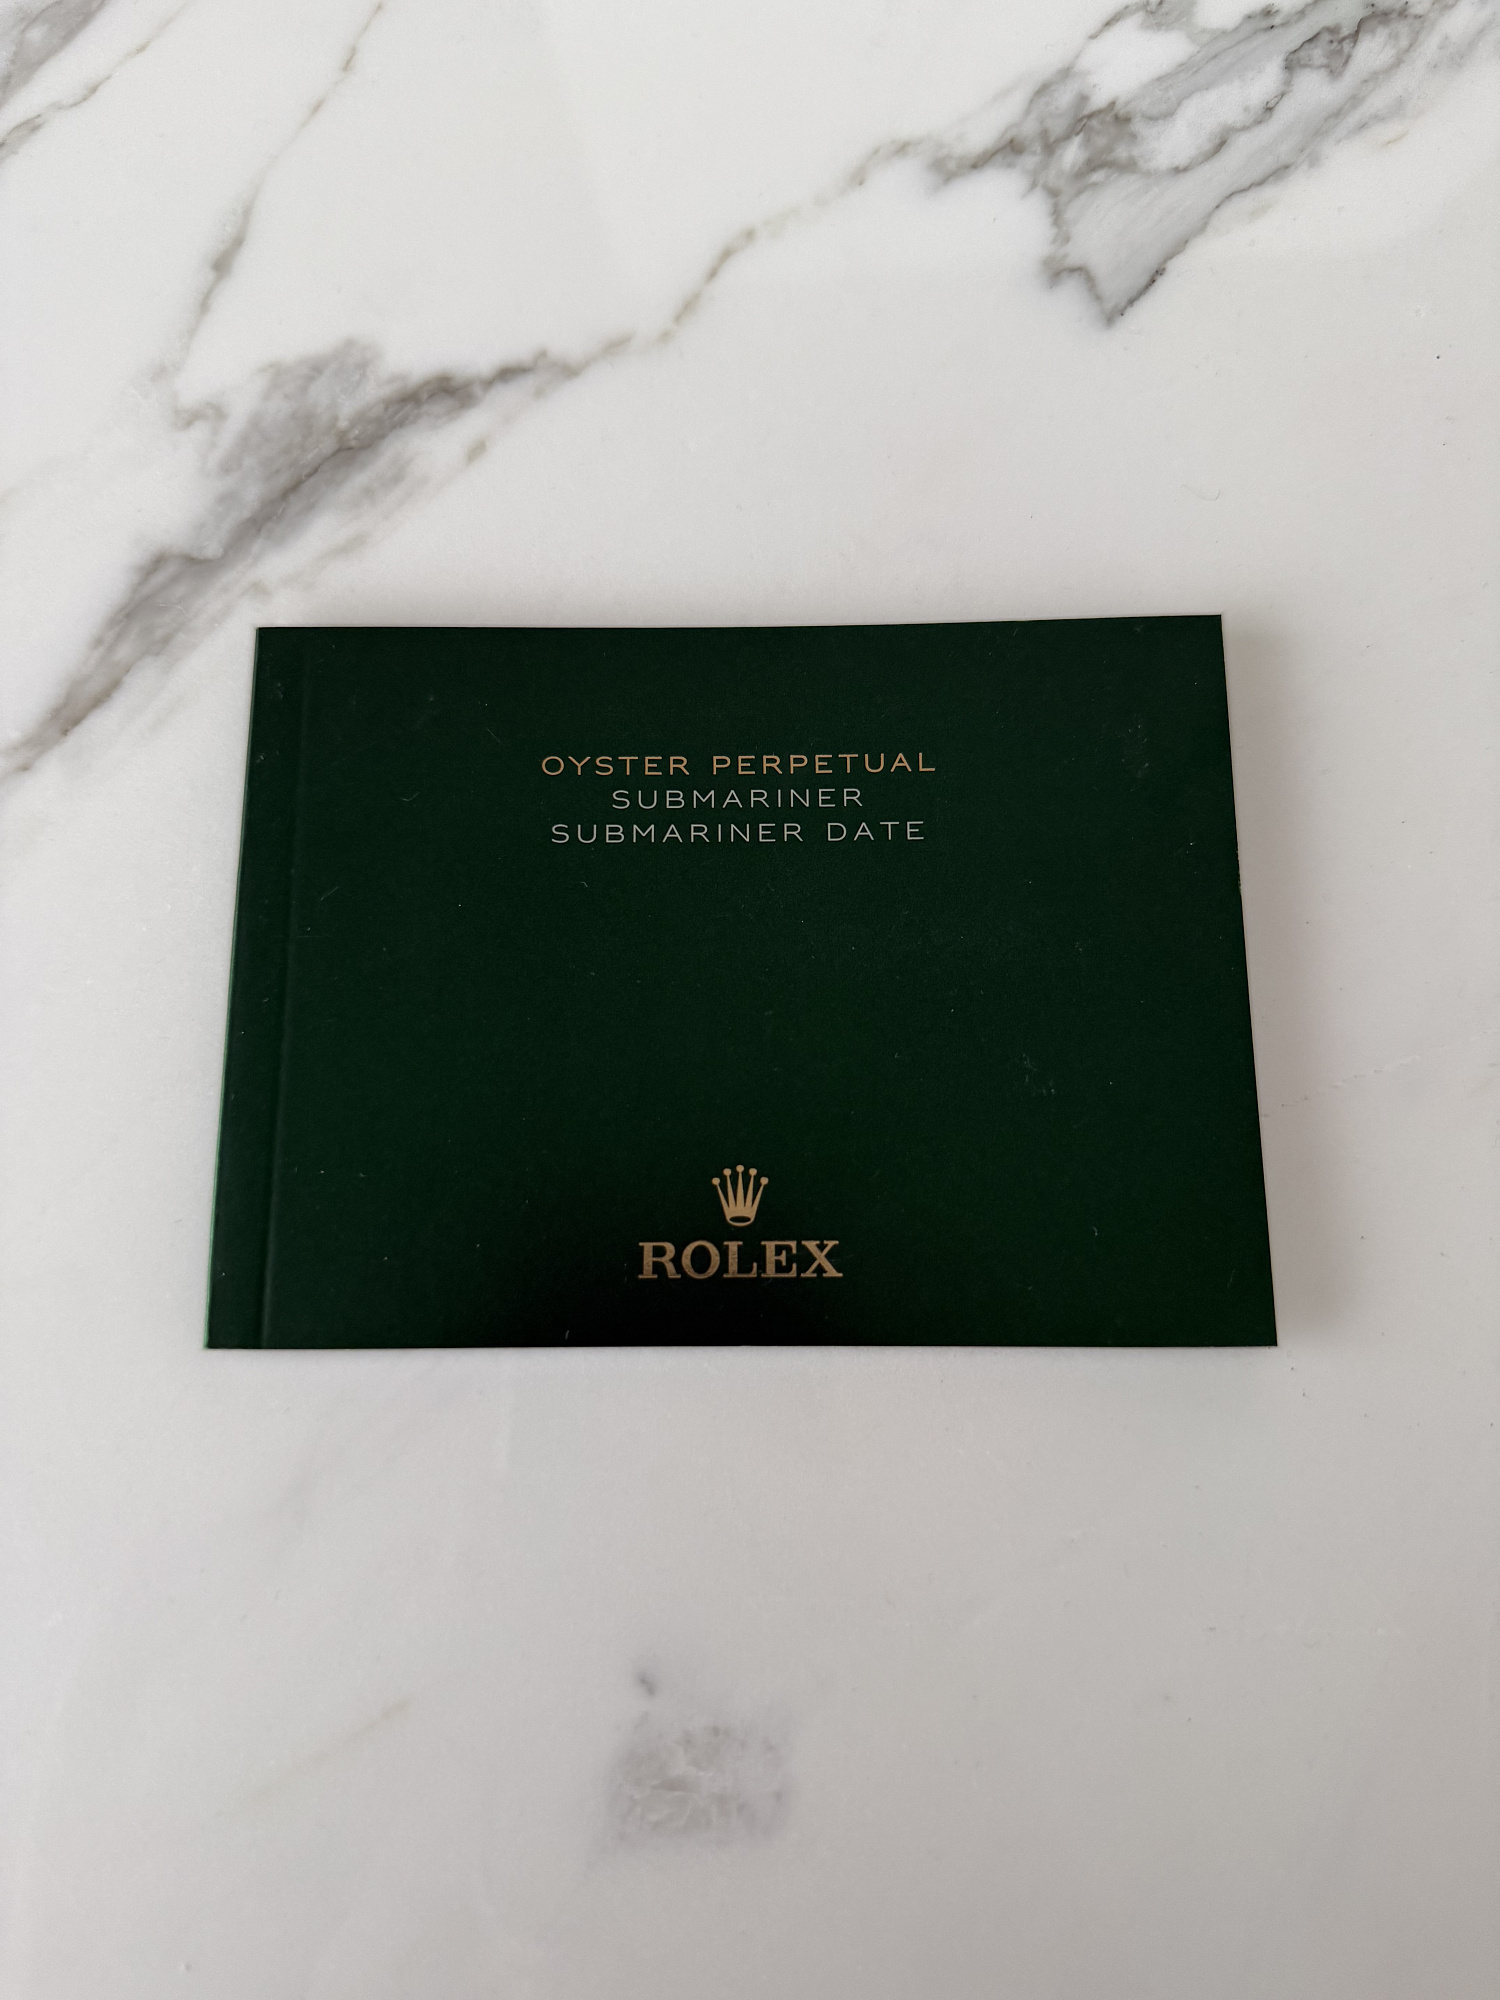 OYSTER PERPETUAL
SUBMARINER
SUBMARINER DATE
ROLEX